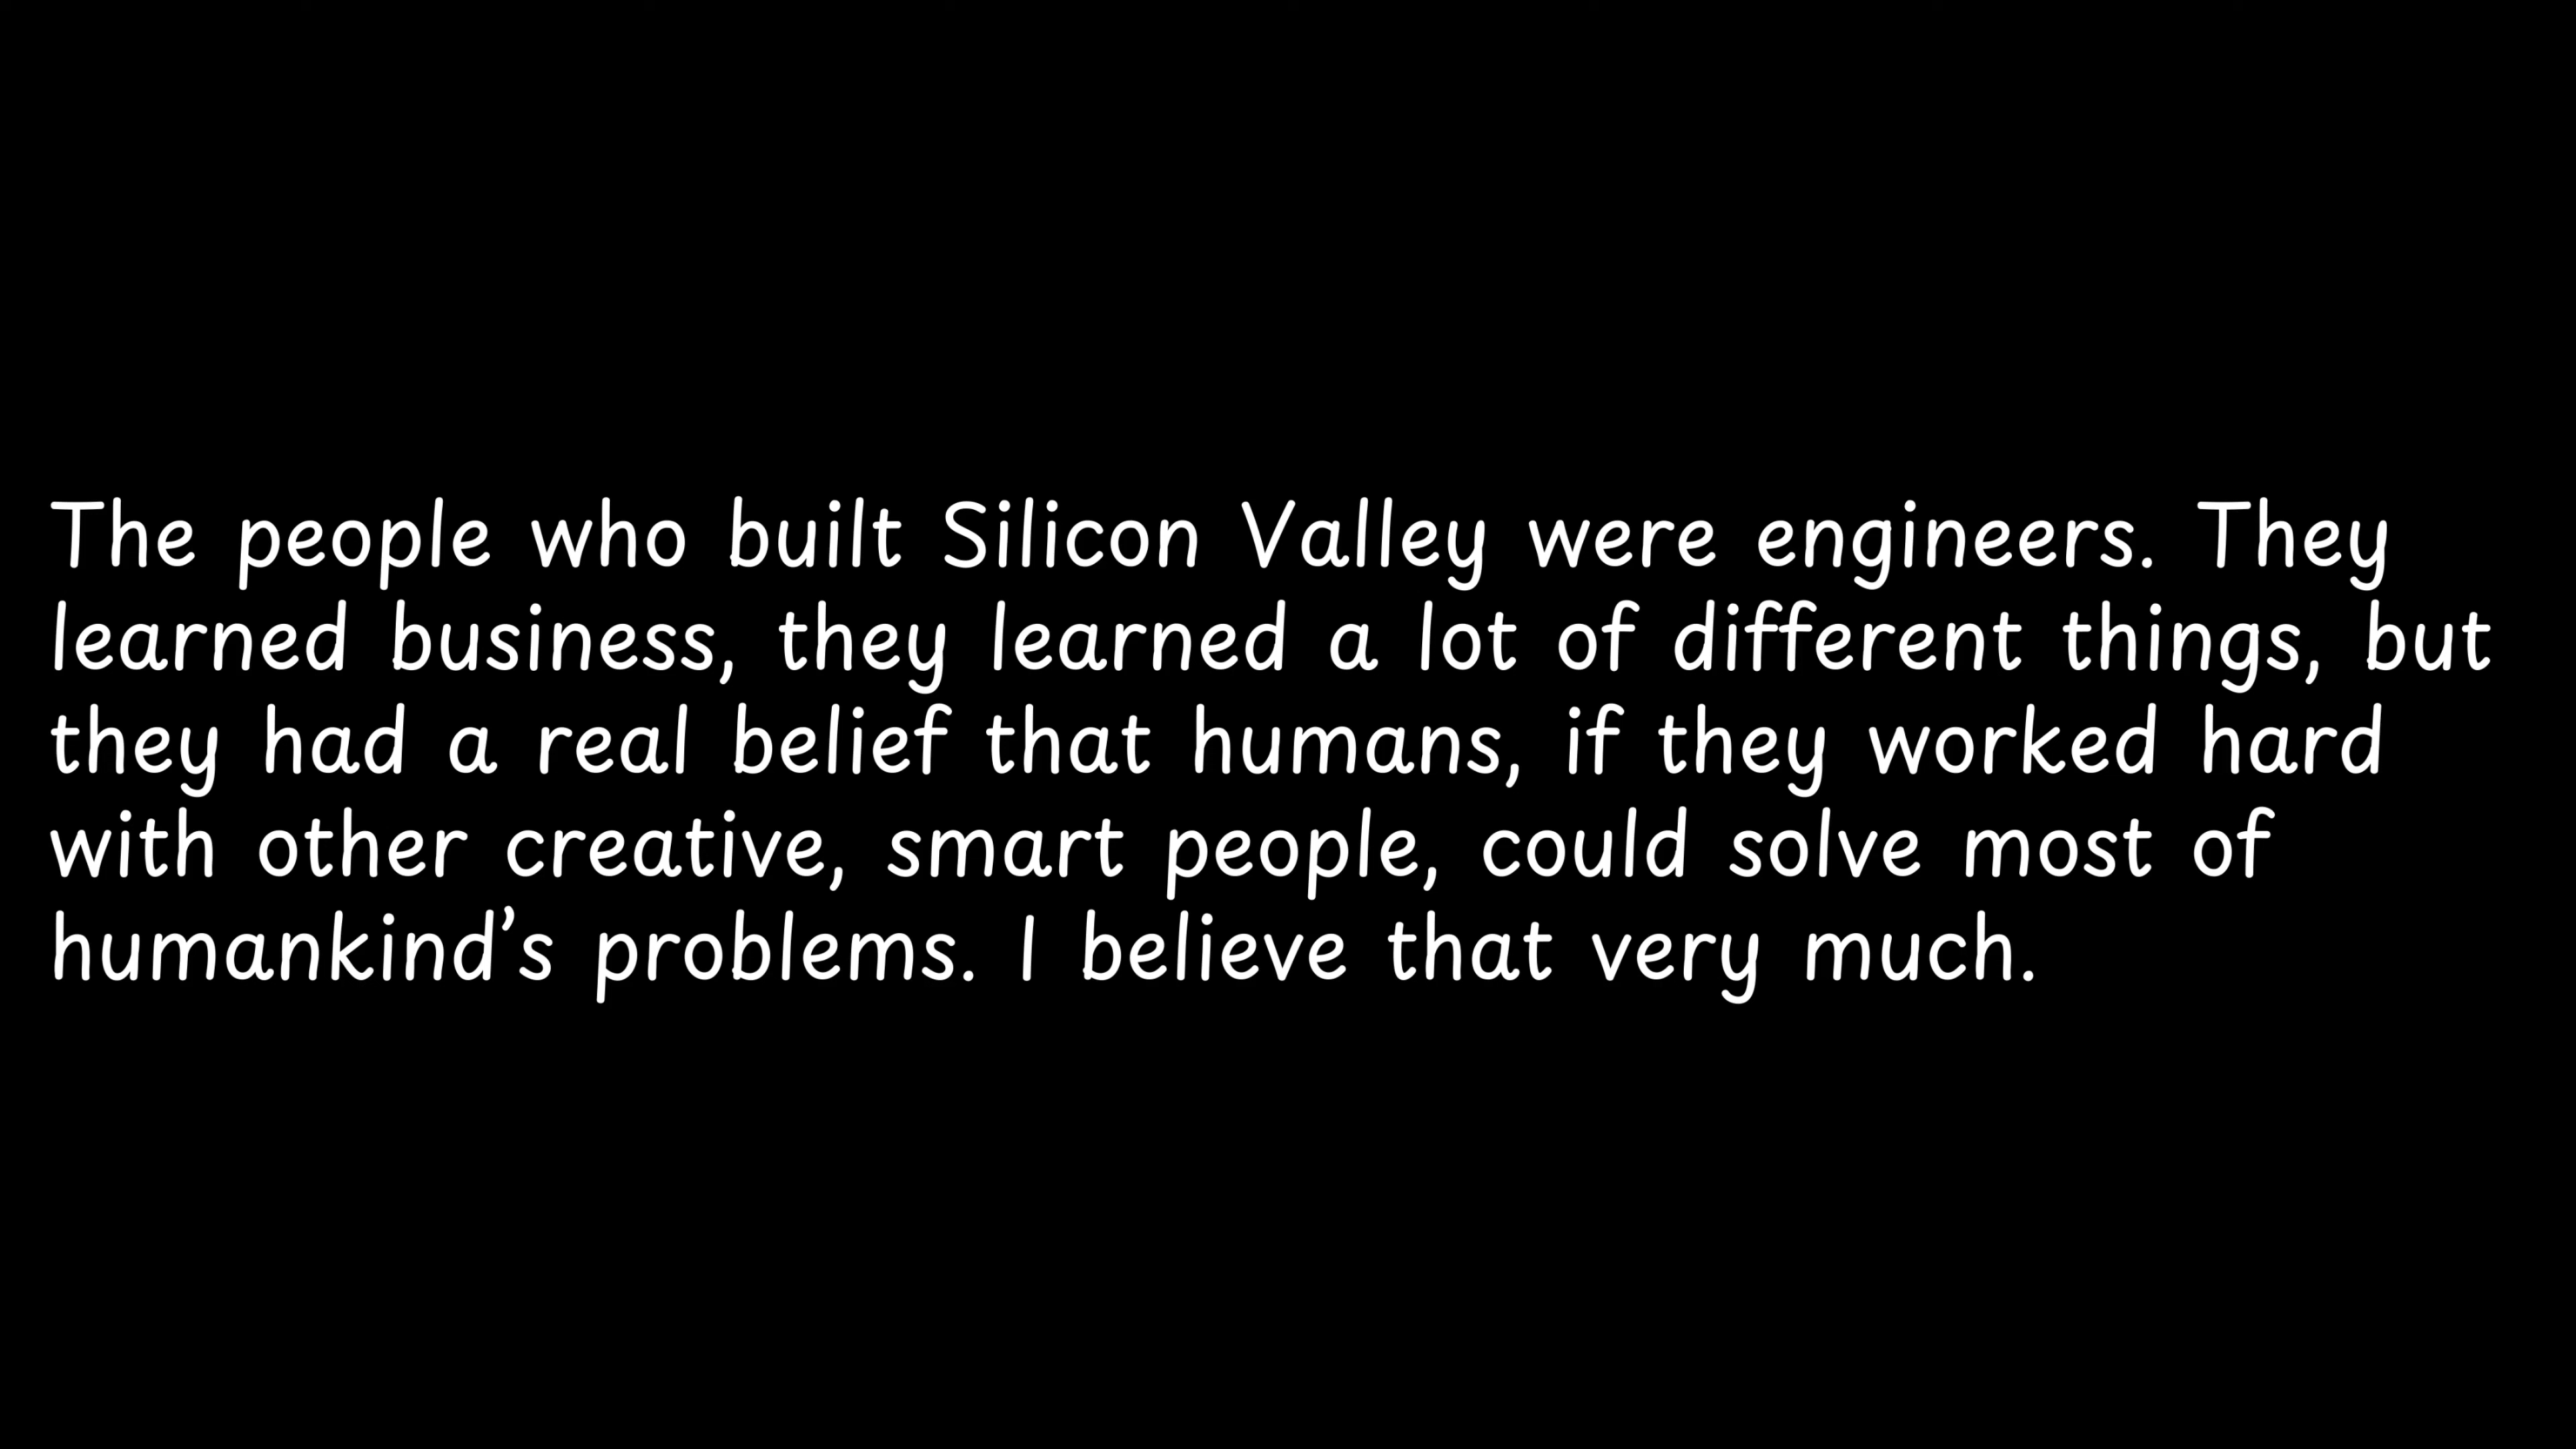 The people who built Silicon Valley were engineers. They
learned business, they learned a lot of different things, but
they had a real belief that humans, if they worked hard
with other creative, smart people, could solve most of
humankind’s problems. I believe that very much.